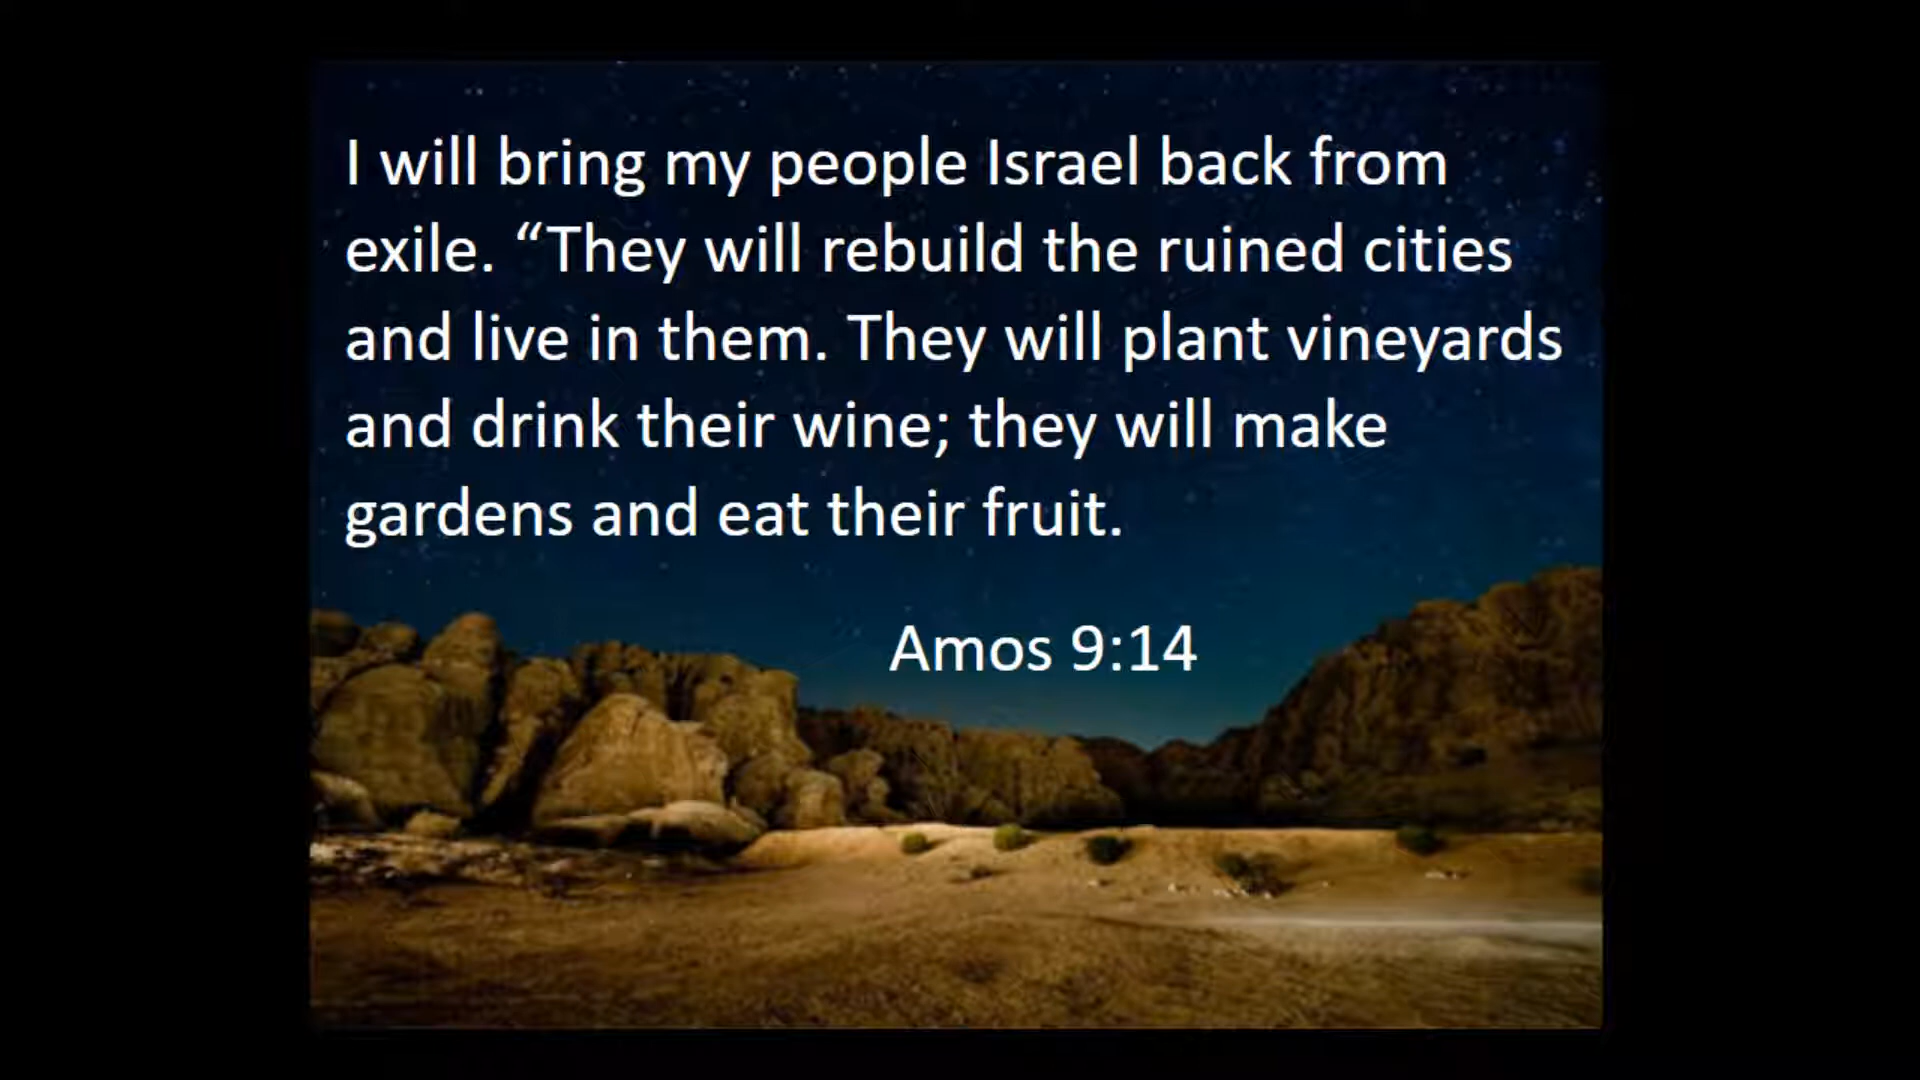 I will bring my people Israel back from
exile. “They will rebuild the ruined cities
and live in them. They will plant vineyards
and drink their wine; they will make
gardens and eat their fruit.
Amos 9:14